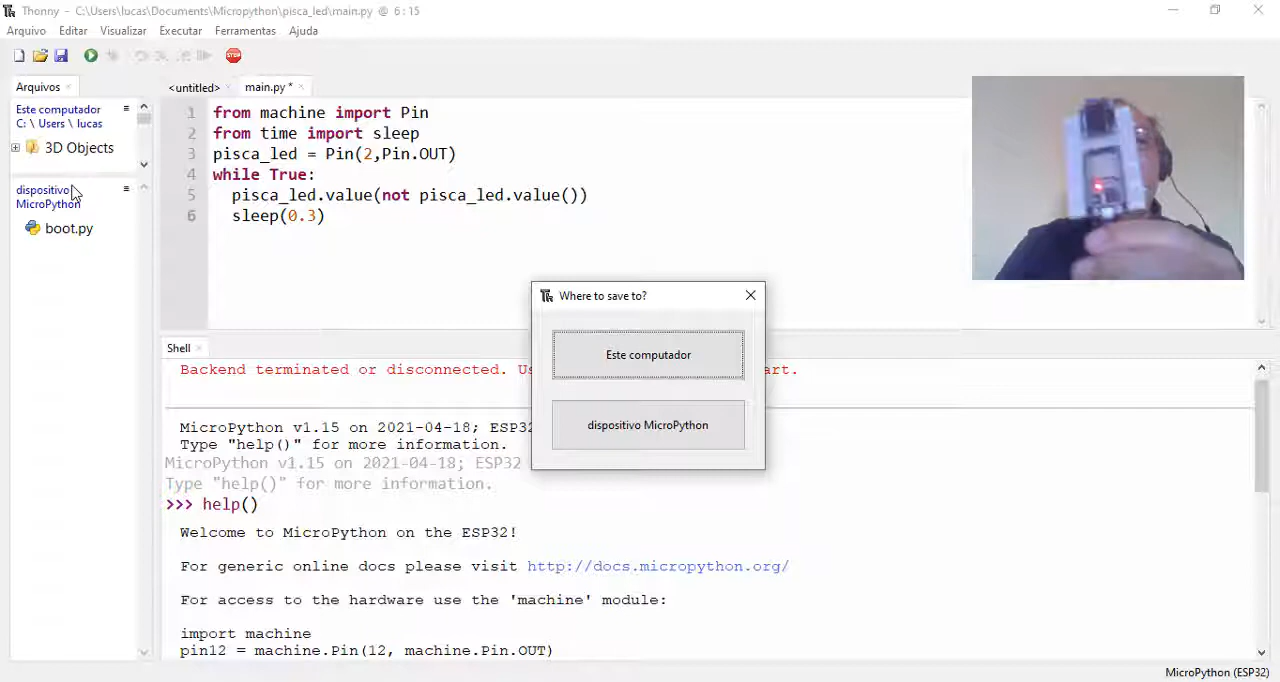 Thonny - C:\Users\lucas\Documents\Micropython\pisca_led\main.py @ 6:15
Arquivo Editar Visualizar Executar Ferramentas Ajuda
STOP
Arquivos
Este computador
C: \ Users \ lucas
3D Objects
dispositivo
MicroPython
boot.py
<untitled> main.py *
1 from machine import Pin
2 from time import sleep
3 pisca_led = Pin(2,Pin.OUT)
4 while True:
5 pisca_led.value(not pisca_led.value())
6 sleep(0.3)
Where to save to?
Este computador
dispositivo MicroPython
Shell
Backend terminated or disconnected. Us art.
MicroPython v1.15 on 2021-04-18; ESP32
Type "help()" for more information.
MicroPython v1.15 on 2021-04-18; ESP32
Type "help()" for more information.
>>> help()
Welcome to MicroPython on the ESP32!
For generic online docs please visit http://docs.micropython.org/
For access to the hardware use the 'machine' module:
import machine
pin12 = machine.Pin(12, machine.Pin.OUT)
MicroPython (ESP32)